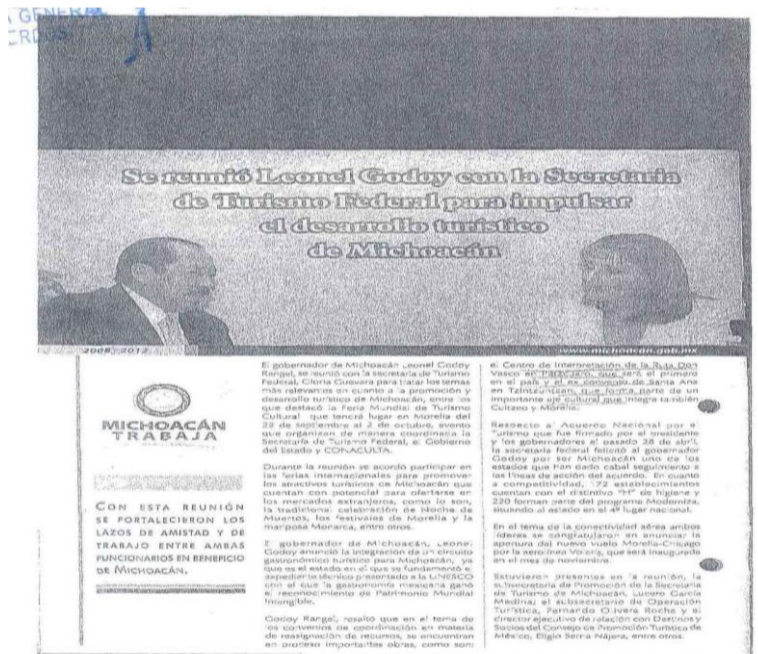 GENERAL
Se reunió Leonel Godoy con la Secretaria
de Turismo Federal para impulsar
el desarrollo turístico
de Michoacán
2008 2012
www.michoacan.gob.mx
MICHOACÁN
TRABAJA
CON ESTA REUNIÓN
SE FORTALECIERON LOS
LAZOS DE AMISTAD Y DE
TRABAJO ENTRE AMBAS
FUNCIONARIOS EN BENEFICIO
DE MICHOACÁN.
El gobernador de Michoacán Leonel Godoy
Rangel, se reunió con la secretaria de Turismo
Federal, Gloria Guevara para tratar los temas
más relevantes en cuanto a la promoción y
desarrollo turístico de Michoacán, entre los
que destacó la Feria Mundial de Turismo
Cultural que tendrá lugar en Morelia del
de septiembre al 2 de octubre, evento
que organizan de manera coordinada la
Secretaría de Turismo Federal, el Gobierno
del Estado y CONACULTA.
Durante la reunión se acordó participar en
las ferias internacionales para promover
los atractivos turísticos de Michoacán que
cuentan con potencial para ofertarse en
los mercados extranjeros, como lo son,
la tradicional celebración de Noche de
Muertos, los festivales de Morelia y la
mariposa Monarca, entre otros.
El gobernador de Michoacán, Leonel
Godoy anunció la integración de un circuito
gastronómico turístico para Michoacán, ya
que es el estado en el que se fundamentó el
expediente técnico presentado a la UNESCO
con el que la gastronomía mexicana ganó
el reconocimiento de Patrimonio Mundial
Intangible.
Godoy Rangel, resaltó que en el tema de
los convenios de coordinación en materia
de reasignación de recursos, se encuentran
en proceso importantes obras, como son:
el Centro de Interpretación de la Ruta Don
Vasco en Pátzcuaro, que será el primero
en el país y el ex convento de Santa Ana
en Tzintzuntzan, que forma parte de un
importante eje cultural que integra también
Cuitzeo y Morelia.
Respecto al Acuerdo Nacional por el
Turismo que fue firmado por el presidente
y los gobernadores el pasado 28 de abril,
la secretaria federal felicitó al gobernador
Godoy por ser Michoacán uno de los
estados que han dado cabal seguimiento a
las líneas de acción del acuerdo. En cuanto
a competitividad, 172 establecimientos
cuentan con el distintivo "H" de higiene y
220 forman parte del programa Moderniza,
situando al estado en el 4º lugar nacional.
En el tema de la conectividad aérea ambos
líderes se congratularon en anunciar la
apertura del nuevo vuelo Morelia-Chicago
por la aerolínea Volaris, que será inaugurado
en el mes de noviembre.
Estuvieron presentes en la reunión, la
subsecretaria de Promoción de la Secretaría
de Turismo de Michoacán, Lucero García
Medina; el subsecretario de Operación
Turística, Fernando Olivera Rocha y el
director ejecutivo de relación con Destinos y
Socios del Consejo de Promoción Turística de
México, Eligio Serna Nájera, entre otros.